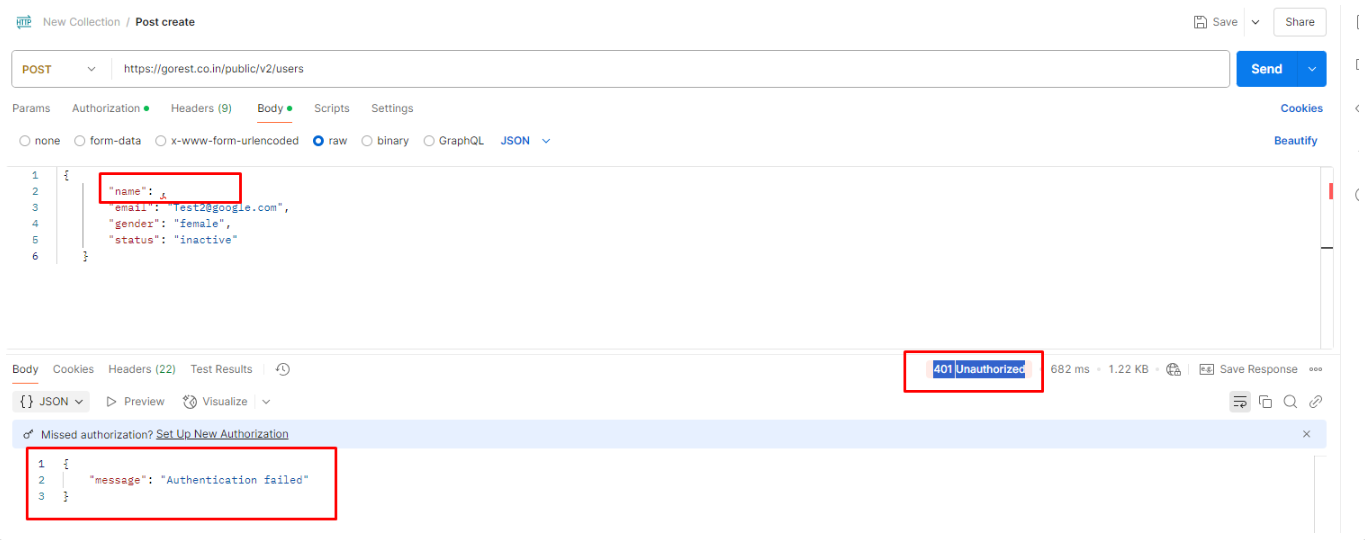 HTTP New Collection / Post create Save Share
POST https://gorest.co.in/public/v2/users Send
Params Authorization Headers (9) Body Scripts Settings Cookies
none form-data x-www-form-urlencoded raw binary GraphQL JSON Beautify
1 {
2 "name": ,
3 "email": "Test2@google.com",
4 "gender": "female",
5 "status": "inactive"
6 }
Body Cookies Headers (22) Test Results 401 Unauthorized • 682 ms • 1.22 KB • e.g. Save Response
{} JSON Preview Visualize
Missed authorization? Set Up New Authorization
1 {
2 "message": "Authentication failed"
3 }